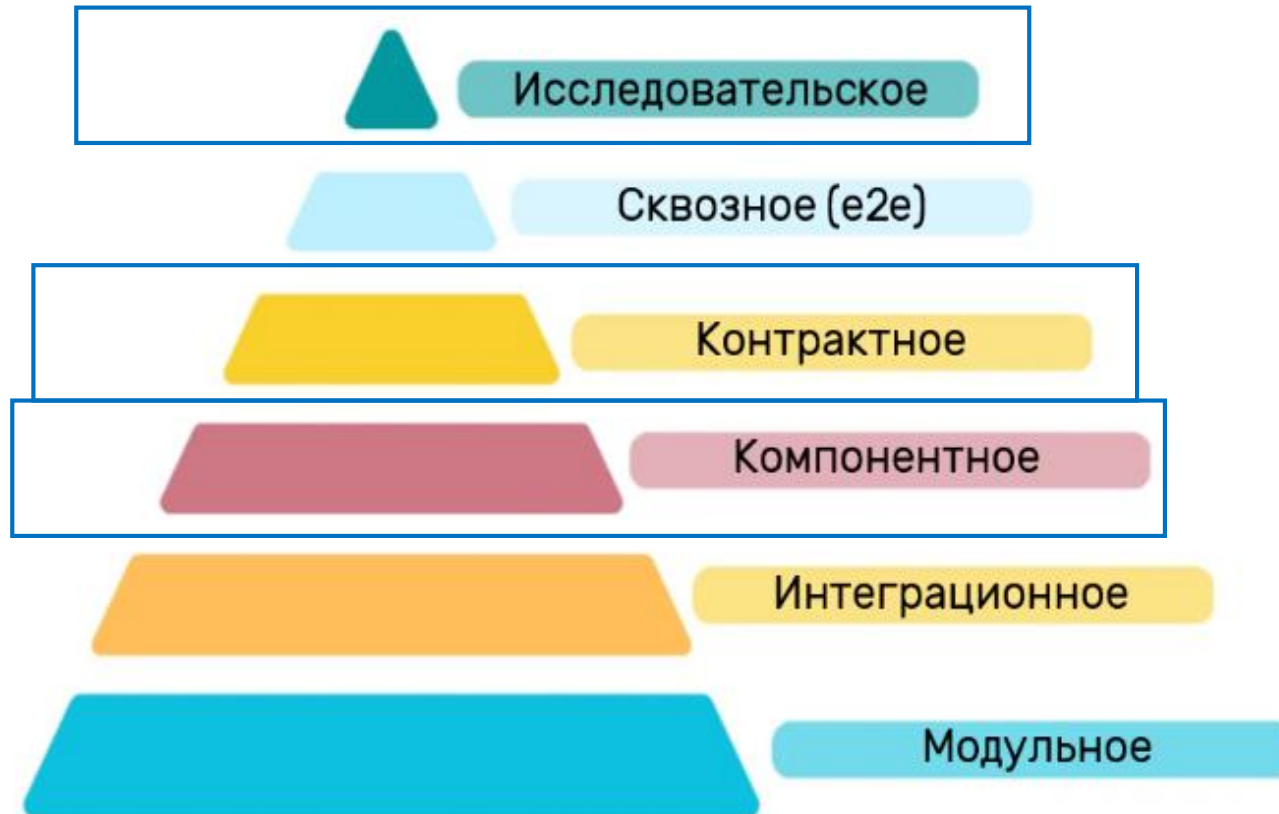 Исследовательское
Сквозное (e2e)
Контрактное
Компонентное
Интеграционное
Модульное